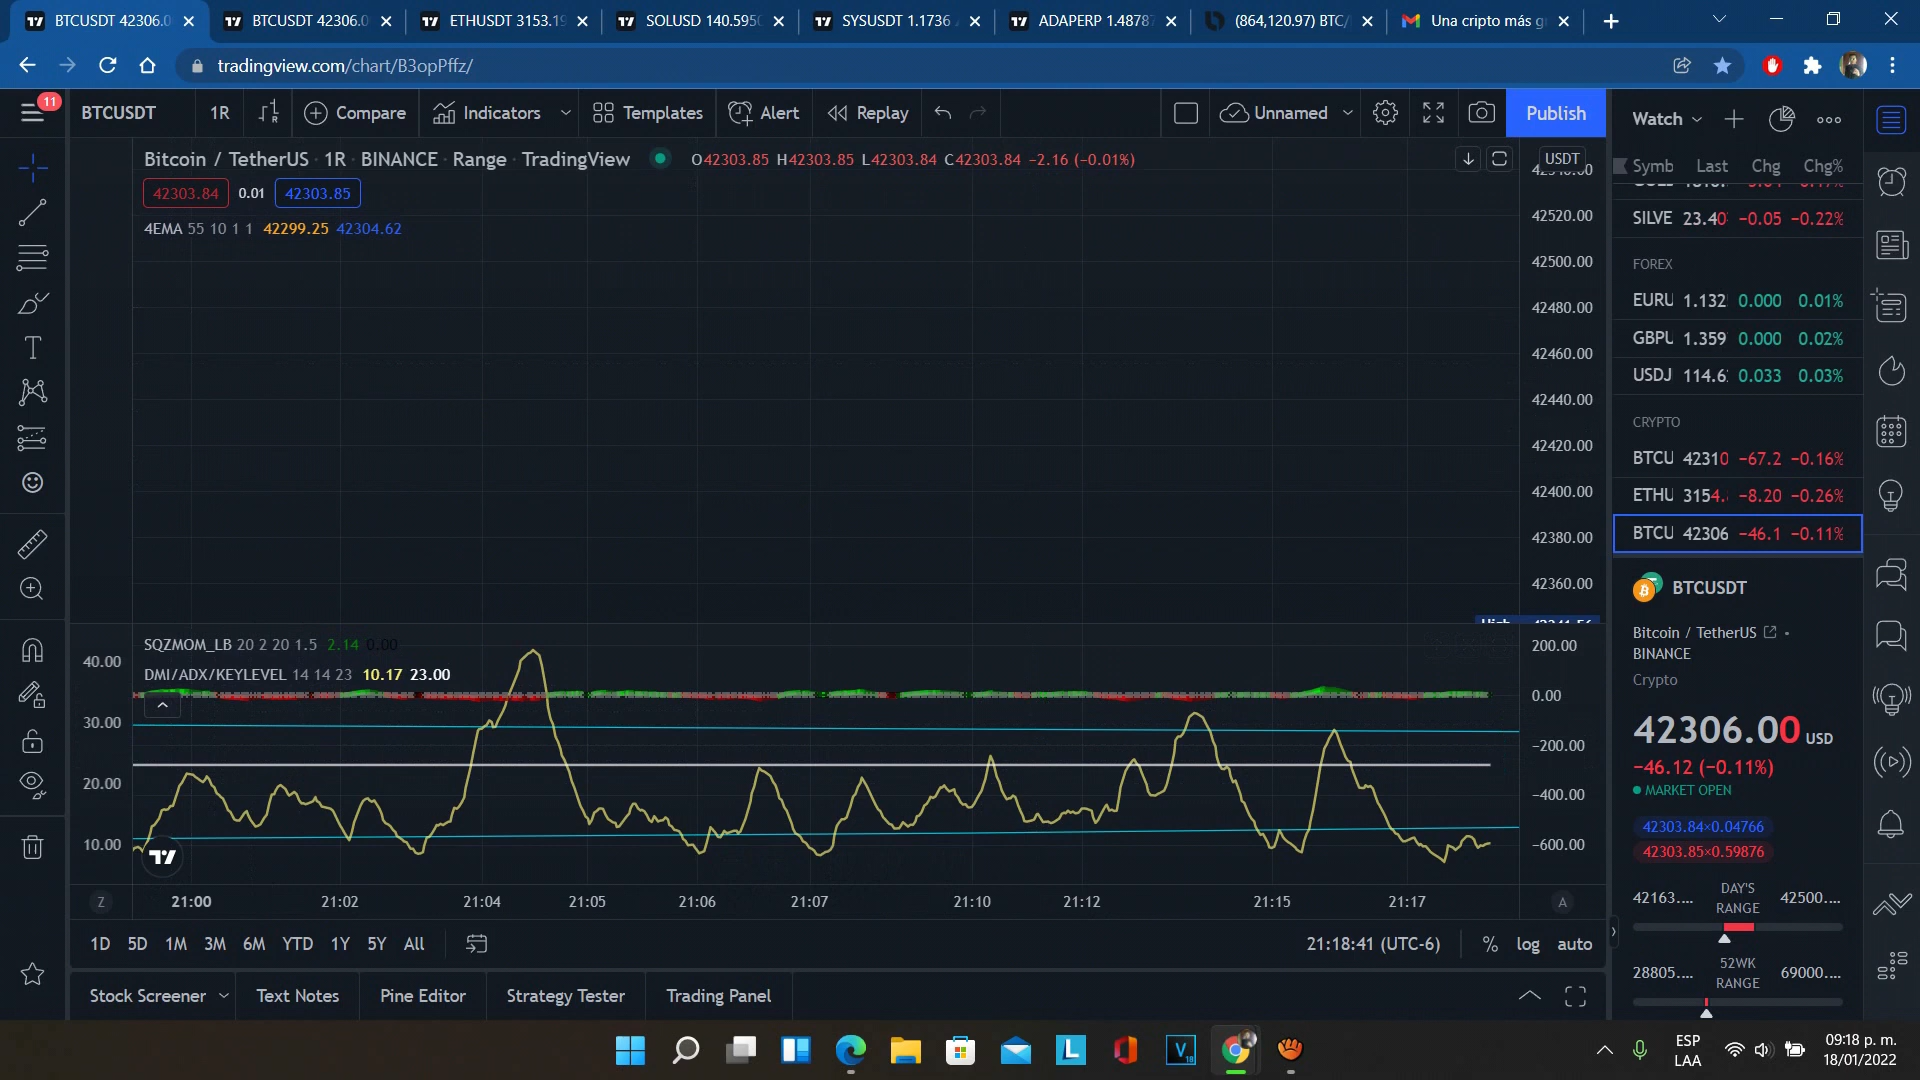 BTCUSDT 42306.0
BTCUSDT 42306.0
ETHUSDT 3153.19
SOLUSD 140.595
SYSUSDT 1.1736
ADAPERP 1.4878
(864,120.97) BTC/
Una cripto más g
tradingview.com/chart/B3opPffz/
11
BTCUSDT 1R Compare Indicators Templates Alert Replay Unnamed Publish
Watch
Bitcoin / TetherUS · 1R · BINANCE · Range · TradingView O42303.85 H42303.85 L42303.84 C42303.84 −2.16 (−0.01%)
USDT
42303.84 0.01 42303.85
4EMA 55 10 1 1 42299.25 42304.62
42520.00
42500.00
42480.00
42460.00
42440.00
42420.00
42400.00
42380.00
42360.00
Symb Last Chg Chg%
SILVE 23.40 −0.05 −0.22%
FOREX
EURU 1.132 0.000 0.01%
GBPU 1.359 0.000 0.02%
USDJ 114.6 0.033 0.03%
CRYPTO
BTCU 42310 −67.2 −0.16%
ETHU 3154. −8.20 −0.26%
BTCU 42306 −46.1 −0.11%
BTCUSDT
Bitcoin / TetherUS
BINANCE
Crypto
42306.00 USD
−46.12 (−0.11%)
MARKET OPEN
42303.84×0.04766
42303.85×0.59876
42163.... DAY'S RANGE 42500....
28805.... 52WK RANGE 69000....
SQZMOM_LB 20 2 20 1.5 2.14 0.00
DMI/ADX/KEYLEVEL 14 14 23 10.17 23.00
40.00
30.00
20.00
10.00
200.00
0.00
−200.00
−400.00
−600.00
Z 21:00 21:02 21:04 21:05 21:06 21:07 21:10 21:12 21:15 21:17 A
1D 5D 1M 3M 6M YTD 1Y 5Y All 21:18:41 (UTC-6) % log auto
Stock Screener Text Notes Pine Editor Strategy Tester Trading Panel
ESP
LAA
09:18 p. m.
18/01/2022